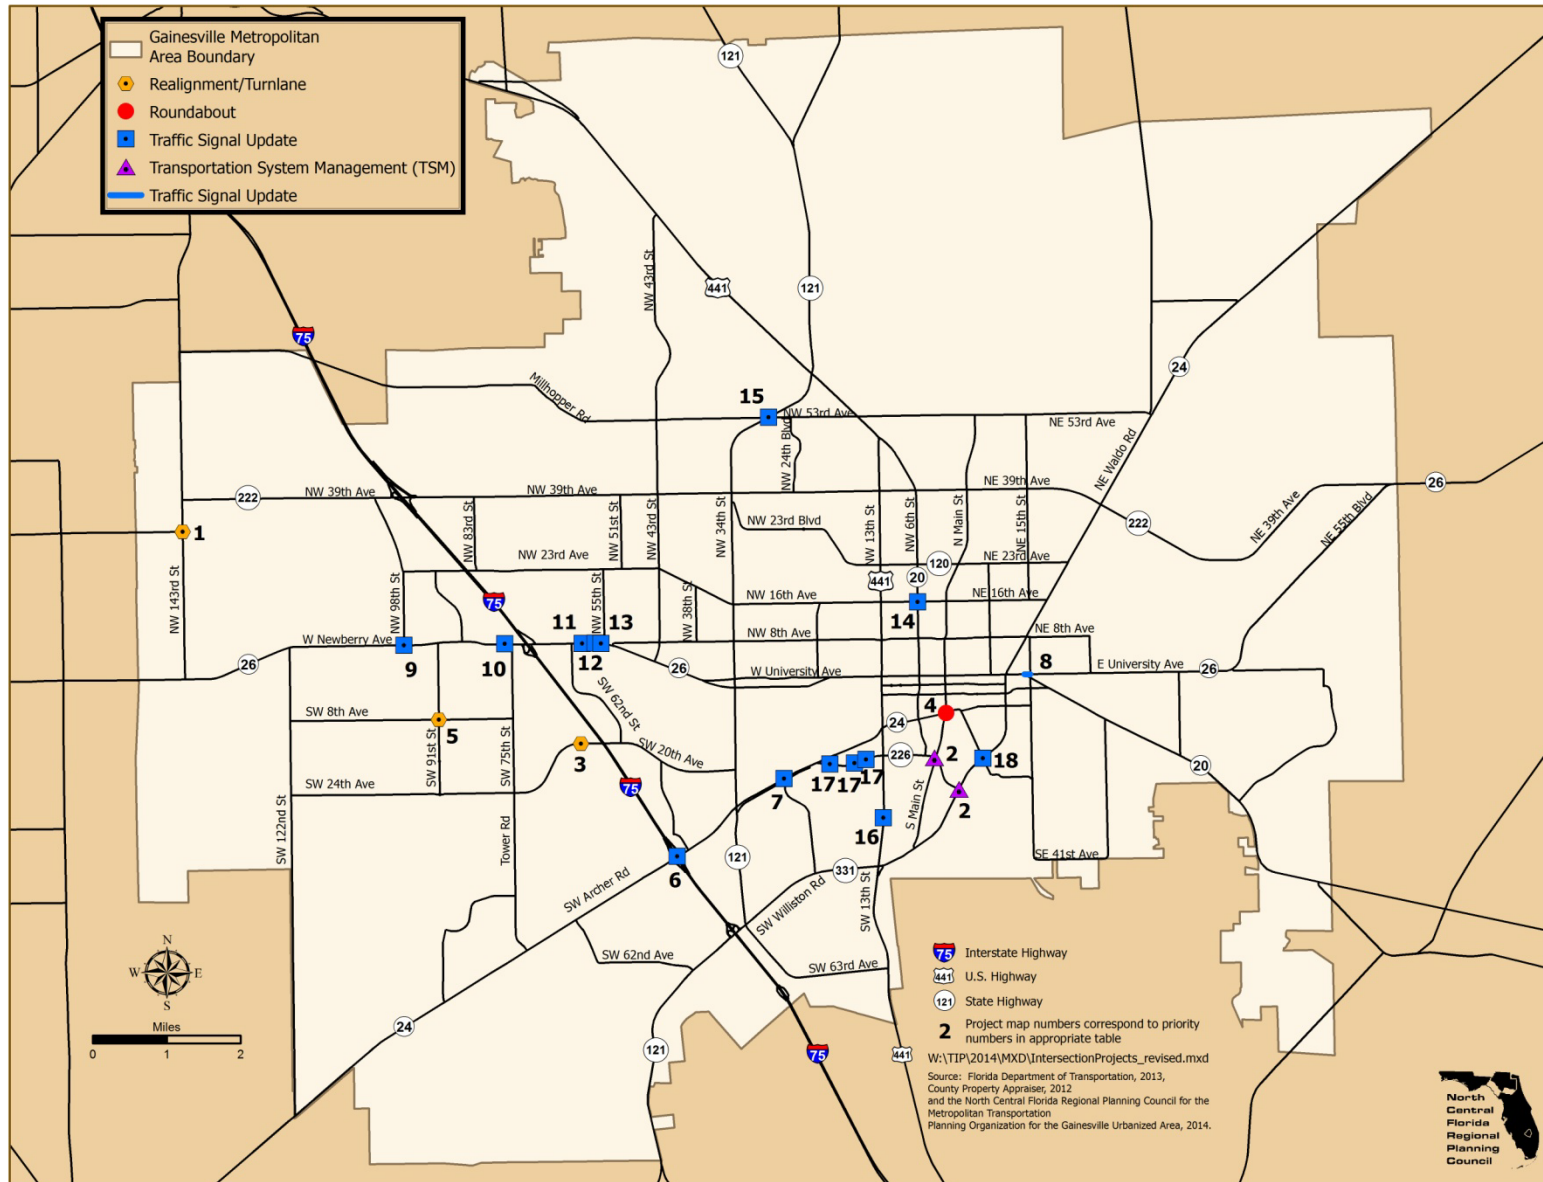 Gainesville Metropolitan
Area Boundary
Realignment/Turnlane
Roundabout
Traffic Signal Update
Transportation System Management (TSM)
Traffic Signal Update
121
441
121
75
24
NW 43rd St
Millhopper Rd
15
NW 53rd Ave
NE 53rd Ave
NW 24th Blvd
NE Waldo Rd
222
NW 39th Ave
NW 39th Ave
NE 39th Ave
26
1
NW 83rd St
NW 51st St
NW 43rd St
NW 34th St
NW 23rd Blvd
NW 13th St
NW 6th St
N Main St
NE 15th St
222
NE 39th Ave
NE 55th Blvd
NW 143rd St
NW 98th St
NW 23rd Ave
120
NE 23rd Ave
75
NW 55th St
NW 38th St
NW 16th Ave
441
20
NE 16th Ave
14
W Newberry Ave
11
13
NW 8th Ave
NE 8th Ave
26
9
10
12
26
W University Ave
8
E University Ave
26
SW 62nd St
SW 8th Ave
5
SW 91st St
SW 75th St
3
SW 20th Ave
24
4
226
2
18
20
SW 24th Ave
75
7
17
17
17
2
SW 122nd St
Tower Rd
16
S Main St
6
121
331
SE 41st Ave
SW Archer Rd
SW Williston Rd
SW 13th St
SW 62nd Ave
SW 63rd Ave
24
121
75
441
N
W
E
S
Miles
0
1
2
75
Interstate Highway
441
U.S. Highway
121
State Highway
2
Project map numbers correspond to priority
numbers in appropriate table
W:\TIP\2014\MXD\IntersectionProjects_revised.mxd
Source: Florida Department of Transportation, 2013,
County Property Appraiser, 2012
and the North Central Florida Regional Planning Council for the
Metropolitan Transportation
Planning Organization for the Gainesville Urbanized Area, 2014.
North
Central
Florida
Regional
Planning
Council